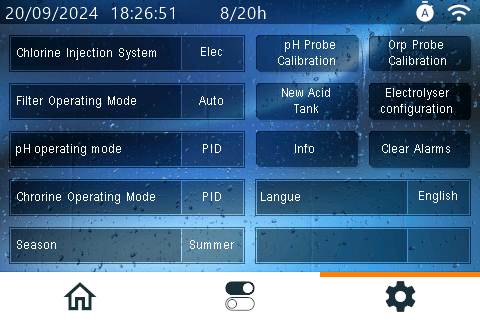 20/09/2024 18:26:51 8/20h A
Chlorine Injection System Elec
pH Probe
Calibration
Orp Probe
Calibration
Filter Operating Mode Auto
New Acid
Tank
Electrolyser
configuration
pH operating mode PID
Info
Clear Alarms
Chrorine Operating Mode PID
Langue English
Season Summer